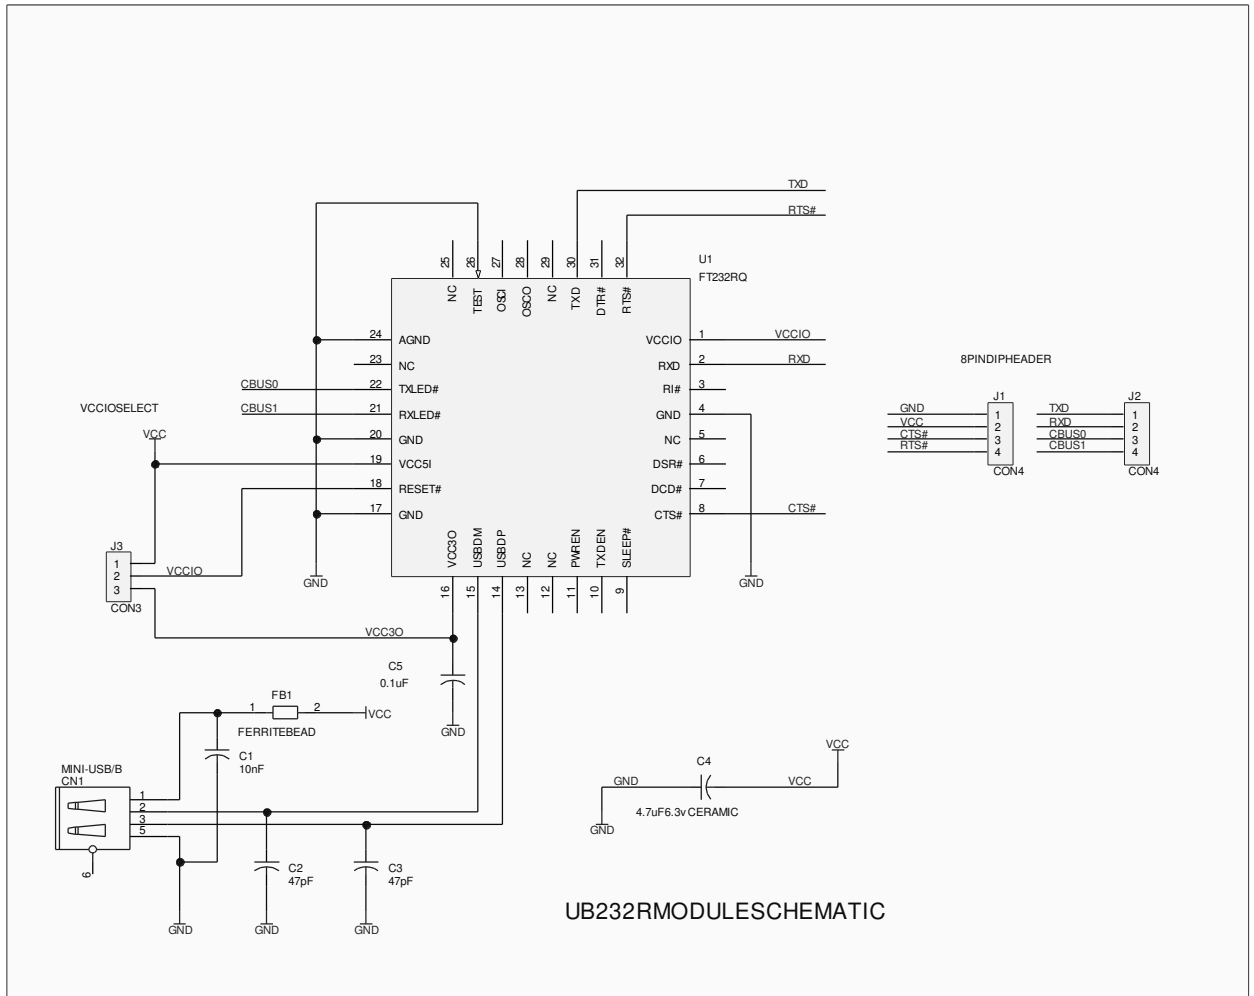 TXD
RTS#
25
26
27
28
29
30
31
32
NC
TEST
OSCI
OSCO
NC
TXD
DTR#
RTS#
U1
FT232RQ
24 AGND
23 NC
CBUS0 22 TXLED#
CBUS1 21 RXLED#
20 GND
19 VCC5I
18 RESET#
17 GND
VCCIO 1 VCCIO
RXD 2 RXD
RI# 3
GND 4
NC 5
DSR# 6
DCD# 7
CTS# 8 CTS#
VCC3O
USBDM
USBDP
NC
NC
PWREN
TXDEN
SLEEP#
16
15
14
13
12
11
10
9
GND
GND
VCCIOSELECT
VCC
J3
1
2
3
CON3
VCCIO
VCC3O
8PINDIPHEADER
J1
GND 1
VCC 2
CTS# 3
RTS# 4
CON4
J2
TXD 1
RXD 2
CBUS0 3
CBUS1 4
CON4
C5
0.1uF
GND
FB1
1 2
VCC
FERRITEBEAD
C1
10nF
MINI-USB/B
CN1
1
2
3
5
6
C2
47pF
C3
47pF
GND
GND
GND
VCC
C4
GND VCC
4.7uF6.3v CERAMIC
GND
UB232RMODULESCHEMATIC